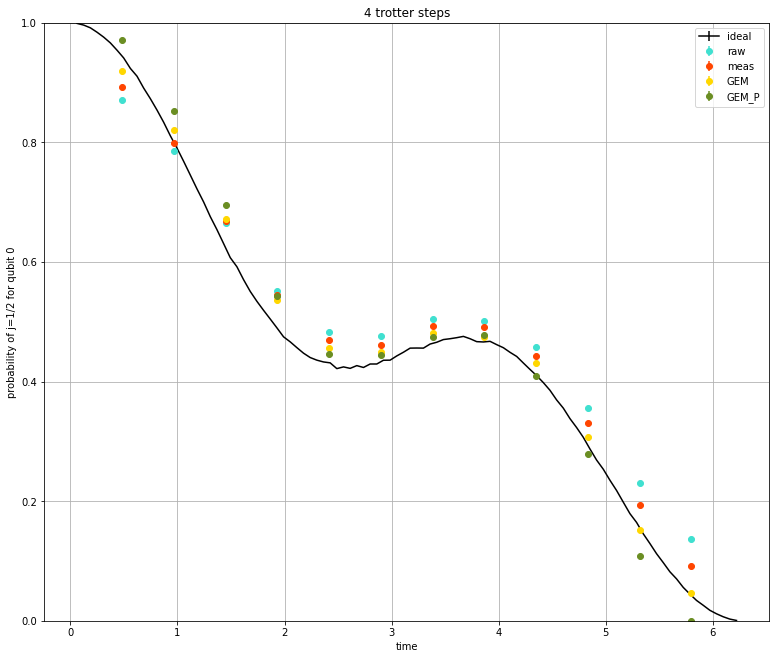 4 trotter steps
ideal
raw
meas
GEM
GEM_P
probability of j=1/2 for qubit 0
1.0
0.8
0.6
0.4
0.2
0.0
0 1 2 3 4 5 6
time